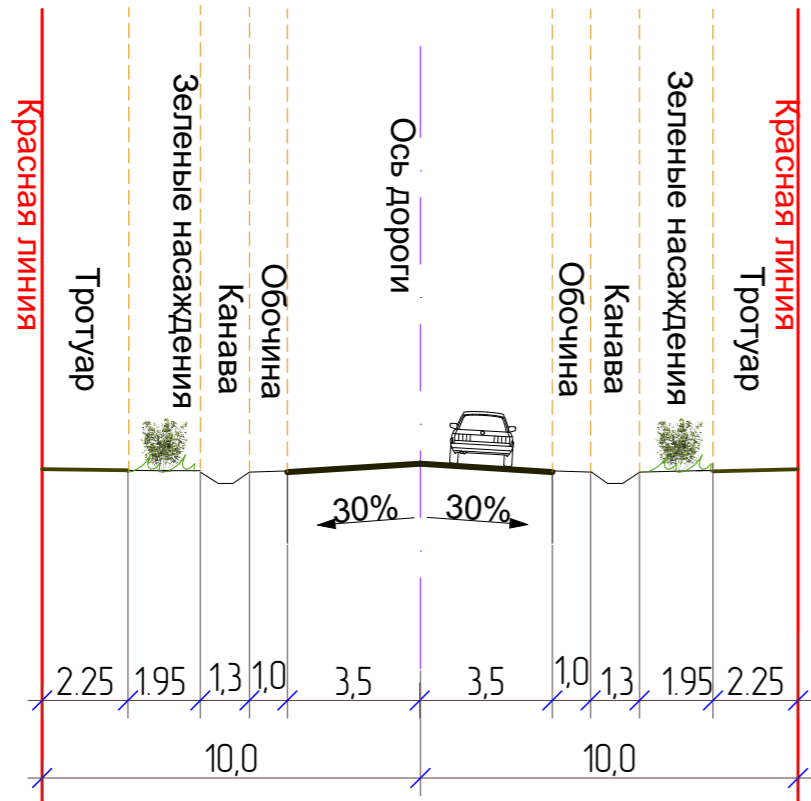 Красная линия
Тротуар
Зеленые насаждения
Канава
Обочина
Ось дороги
Обочина
Канава
Зеленые насаждения
Тротуар
Красная линия
30% 30%
2.25 1.95 1,3 1,0 3,5 3,5 1,0 1,3 1.95 2.25
10,0 10,0